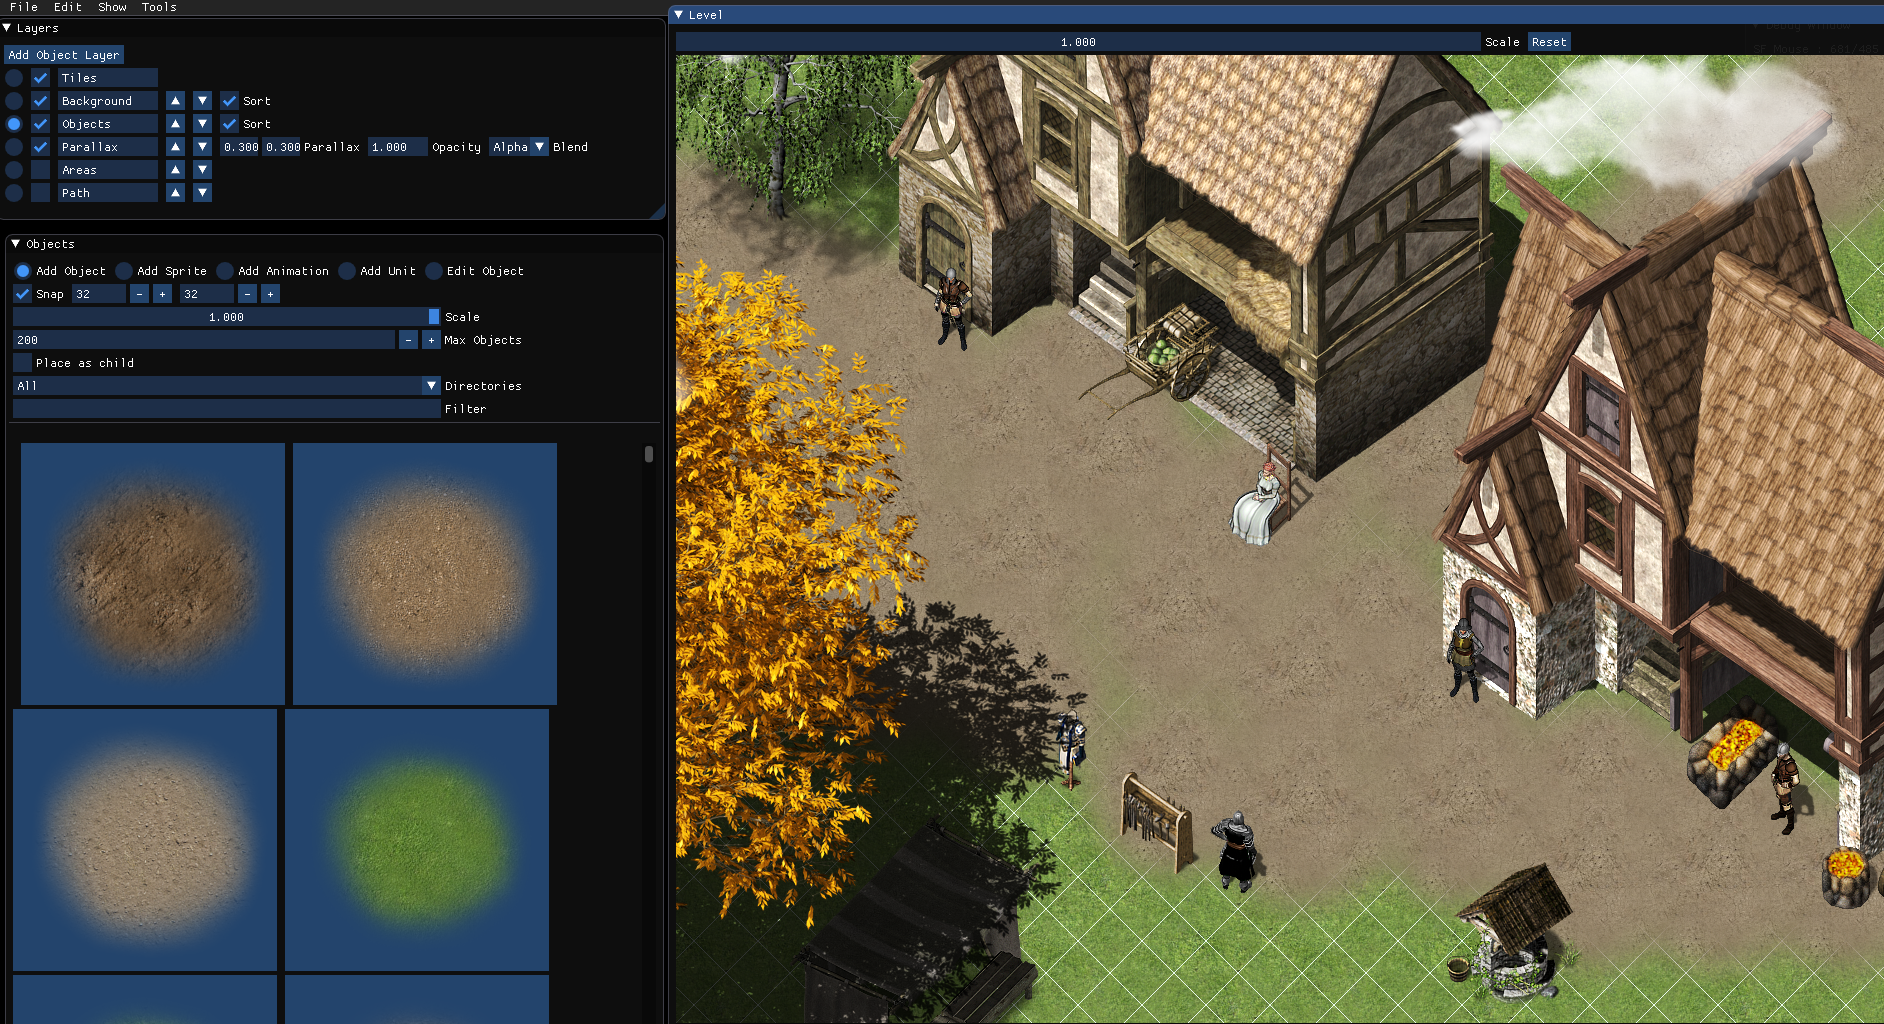 File Edit Show Tools
Layers
Add Object Layer
Tiles
Background Sort
Objects Sort
Parallax 0.300 0.300 Parallax 1.000 Opacity Alpha Blend
Areas
Path
Objects
Add Object Add Sprite Add Animation Add Unit Edit Object
Snap 32 - + 32 - +
1.000 Scale
200 - + Max Objects
Place as child
All Directories
Filter
Level
1.000 Scale Reset